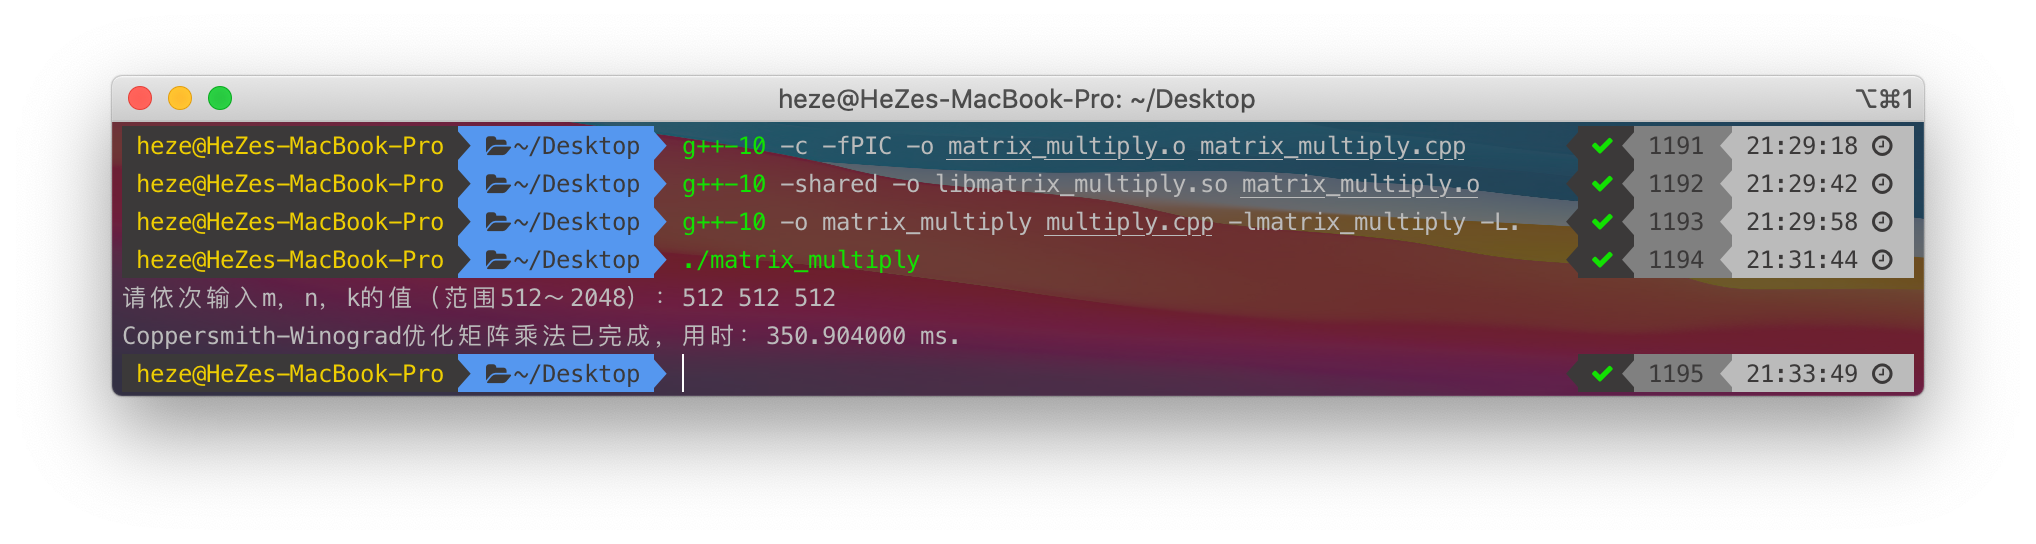 heze@HeZes-MacBook-Pro: ~/Desktop ⌥⌘1
heze@HeZes-MacBook-Pro ~/Desktop g++-10 -c -fPIC -o matrix_multiply.o matrix_multiply.cpp ✔ 1191 21:29:18
heze@HeZes-MacBook-Pro ~/Desktop g++-10 -shared -o libmatrix_multiply.so matrix_multiply.o ✔ 1192 21:29:42
heze@HeZes-MacBook-Pro ~/Desktop g++-10 -o matrix_multiply multiply.cpp -lmatrix_multiply -L. ✔ 1193 21:29:58
heze@HeZes-MacBook-Pro ~/Desktop ./matrix_multiply ✔ 1194 21:31:44
请依次输入m，n，k的值（范围512～2048）：512 512 512
Coppersmith-Winograd优化矩阵乘法已完成，用时：350.904000 ms.
heze@HeZes-MacBook-Pro ~/Desktop ✔ 1195 21:33:49